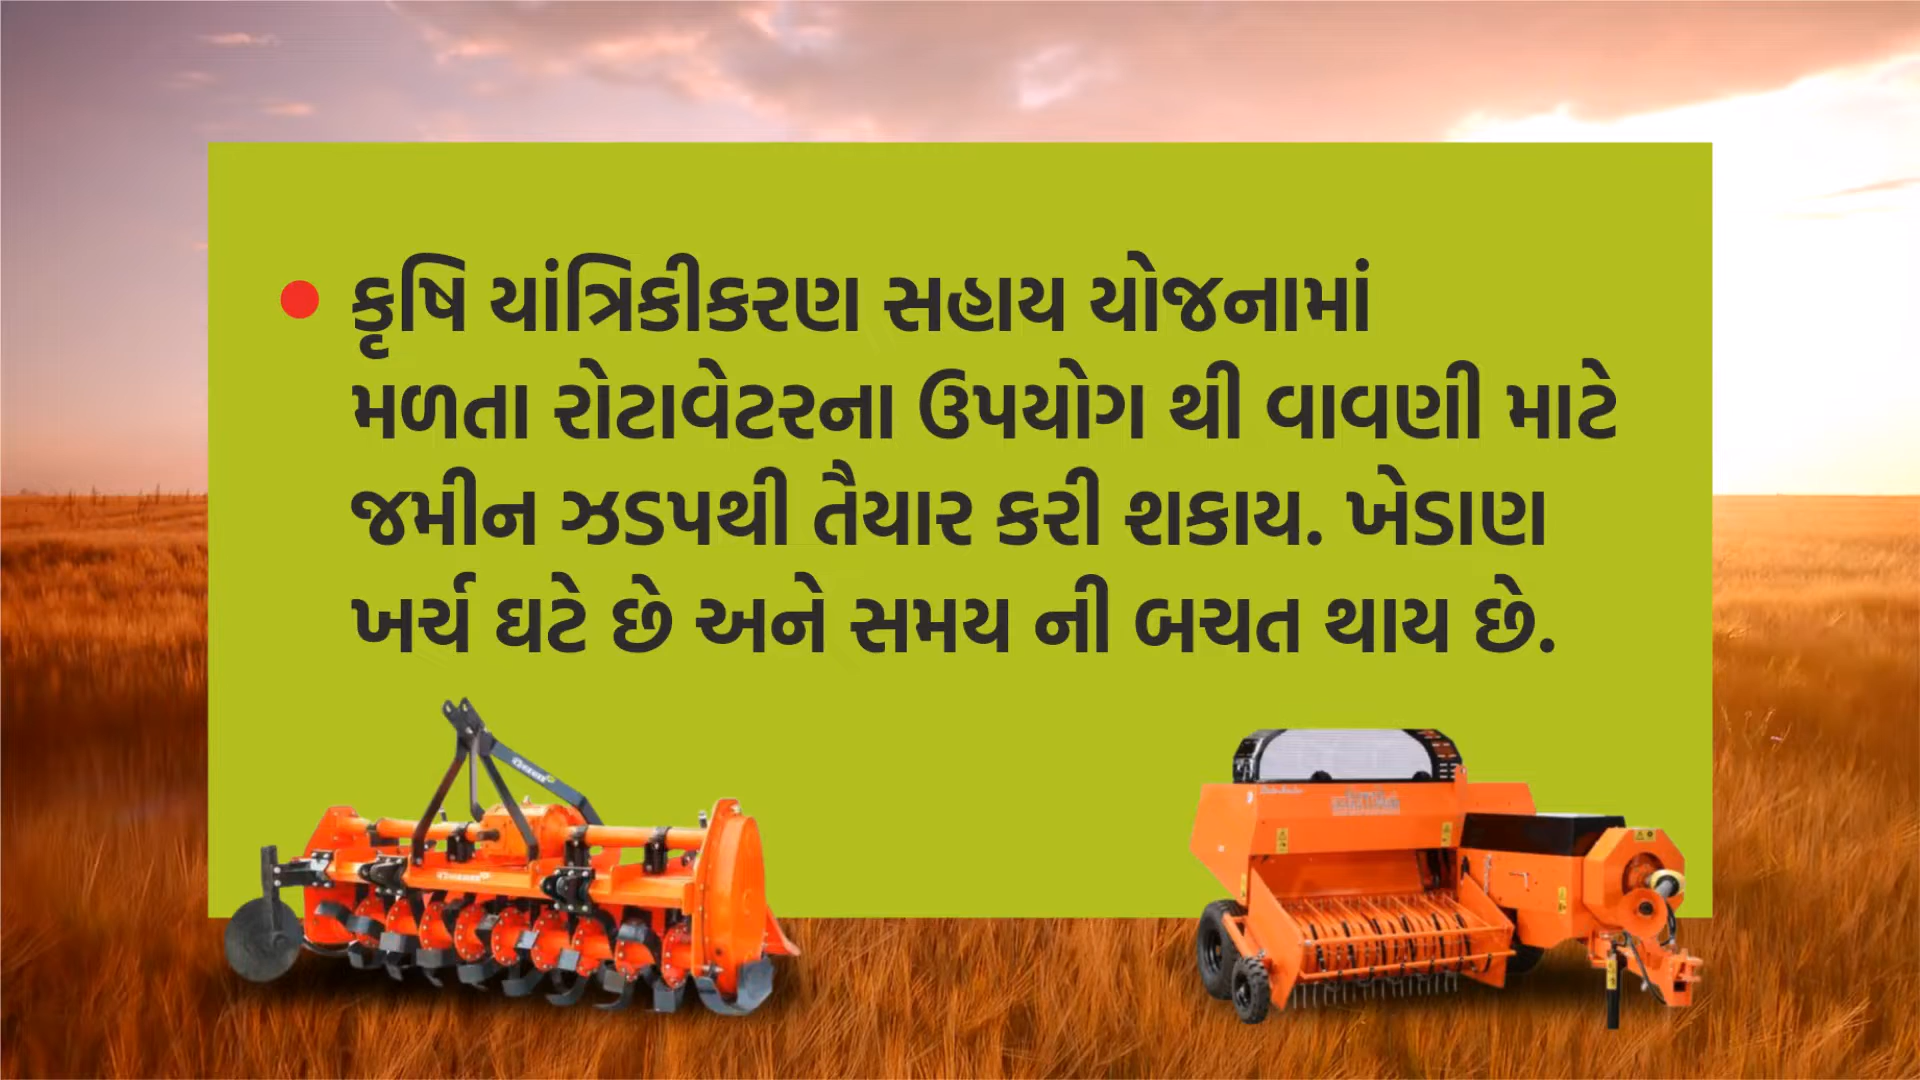 કૃષિ યાંત્રિકીકરણ સહાય યોજનામાં
મળતા રોટાવેટરના ઉપયોગ થી વાવણી માટે
જમીન ઝડપથી તૈયાર કરી શકાય. ખેડાણ
ખર્ચ ઘટે છે અને સમય ની બચત થાય છે.